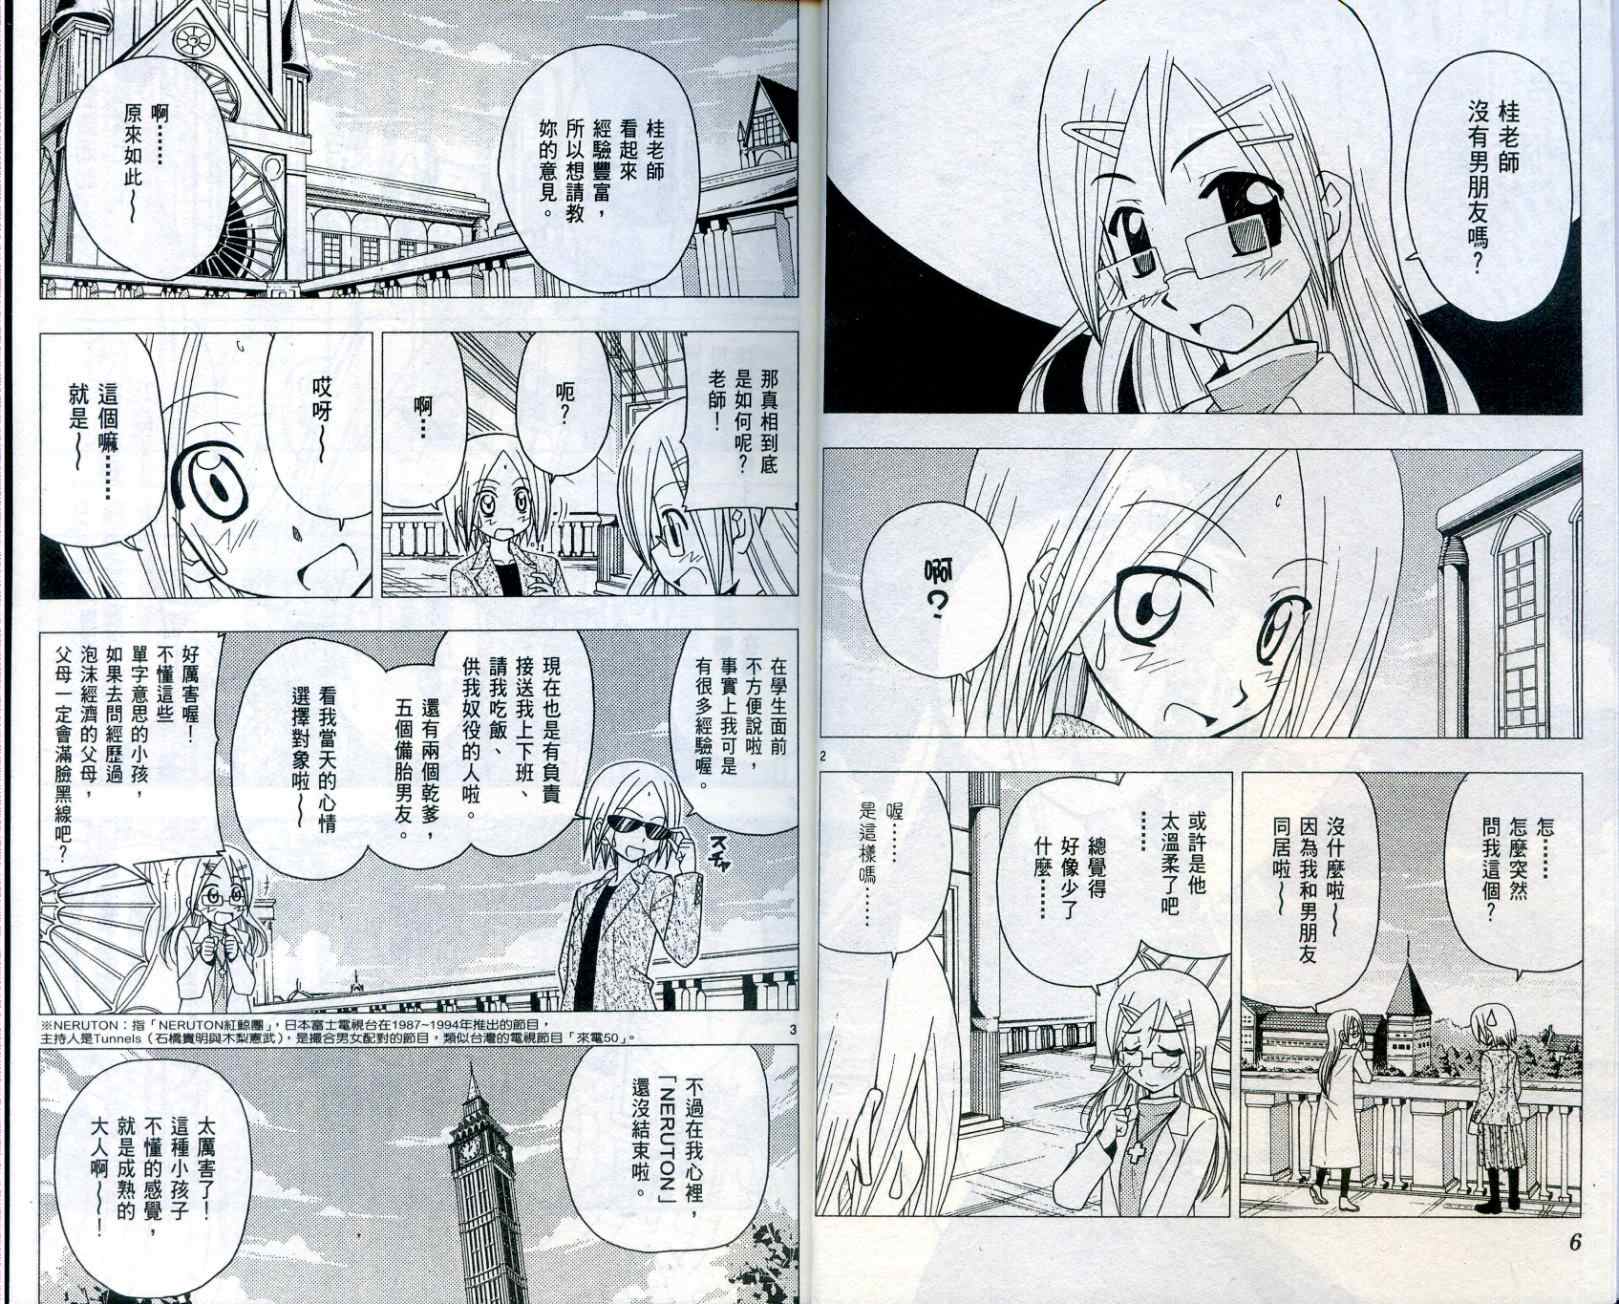 桂老師
沒有男朋友嗎？
啊？
2
怎……
怎麼突然
問我這個？
沒什麼啦～
因為我和男朋友
同居啦～
或許是他
太溫柔了吧
……
總覺得
好像少了
什麼……
喔……
是這樣嗎……
6
桂老師
看起來
經驗豐富，
所以想請教
妳的意見。
啊……
原來如此～
那真相到底
是如何呢？
老師！
呃？
啊…
哎呀～
這個嘛……
就是～
在學生面前
不方便說啦，
事實上我可是
有很多經驗喔。
スチャ
現在也是有負責
接送我上下班、
請我吃飯、
供我奴役的人啦。
還有兩個乾爹，
五個備胎男友。
看我當天的心情
選擇對象啦～
好厲害喔！
不懂這些
單字意思的小孩，
如果去問經歷過
泡沫經濟的父母，
父母一定會滿臉黑線吧？
※NERUTON：指「NERUTON紅鯨團」，日本富士電視台在1987~1994年推出的節目，
主持人是Tunnels（石橋貴明與木梨憲武），是撮合男女配對的節目，類似台灣的電視節目「來電50」。
3
不過在我心裡，
「NERUTON」
還沒結束啦。
太厲害了！
這種小孩子
不懂的感覺，
就是成熟的
大人啊～！